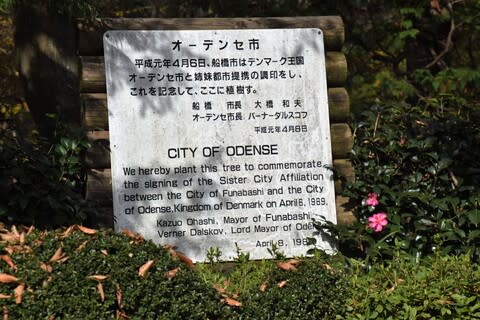 オーデンセ市
平成元年4月6日、船橋市はデンマーク王国
オーデンセ市と姉妹都市提携の調印をし、
これを記念して、ここに植樹す。
船橋 市長 大橋和夫
オーデンセ市長 バーナーダルスコフ
平成元年4月8日
CITY OF ODENSE
We hereby plant this tree to commemorate
the signing of the Sister City Affiliation
between the City of Funabashi and the City
of Odense, Kingdom of Denmark on April 6, 1989.
Kazuo Ohashi, Mayor of Funabashi
Verner Dalskov, Lord Mayor of
April 8,